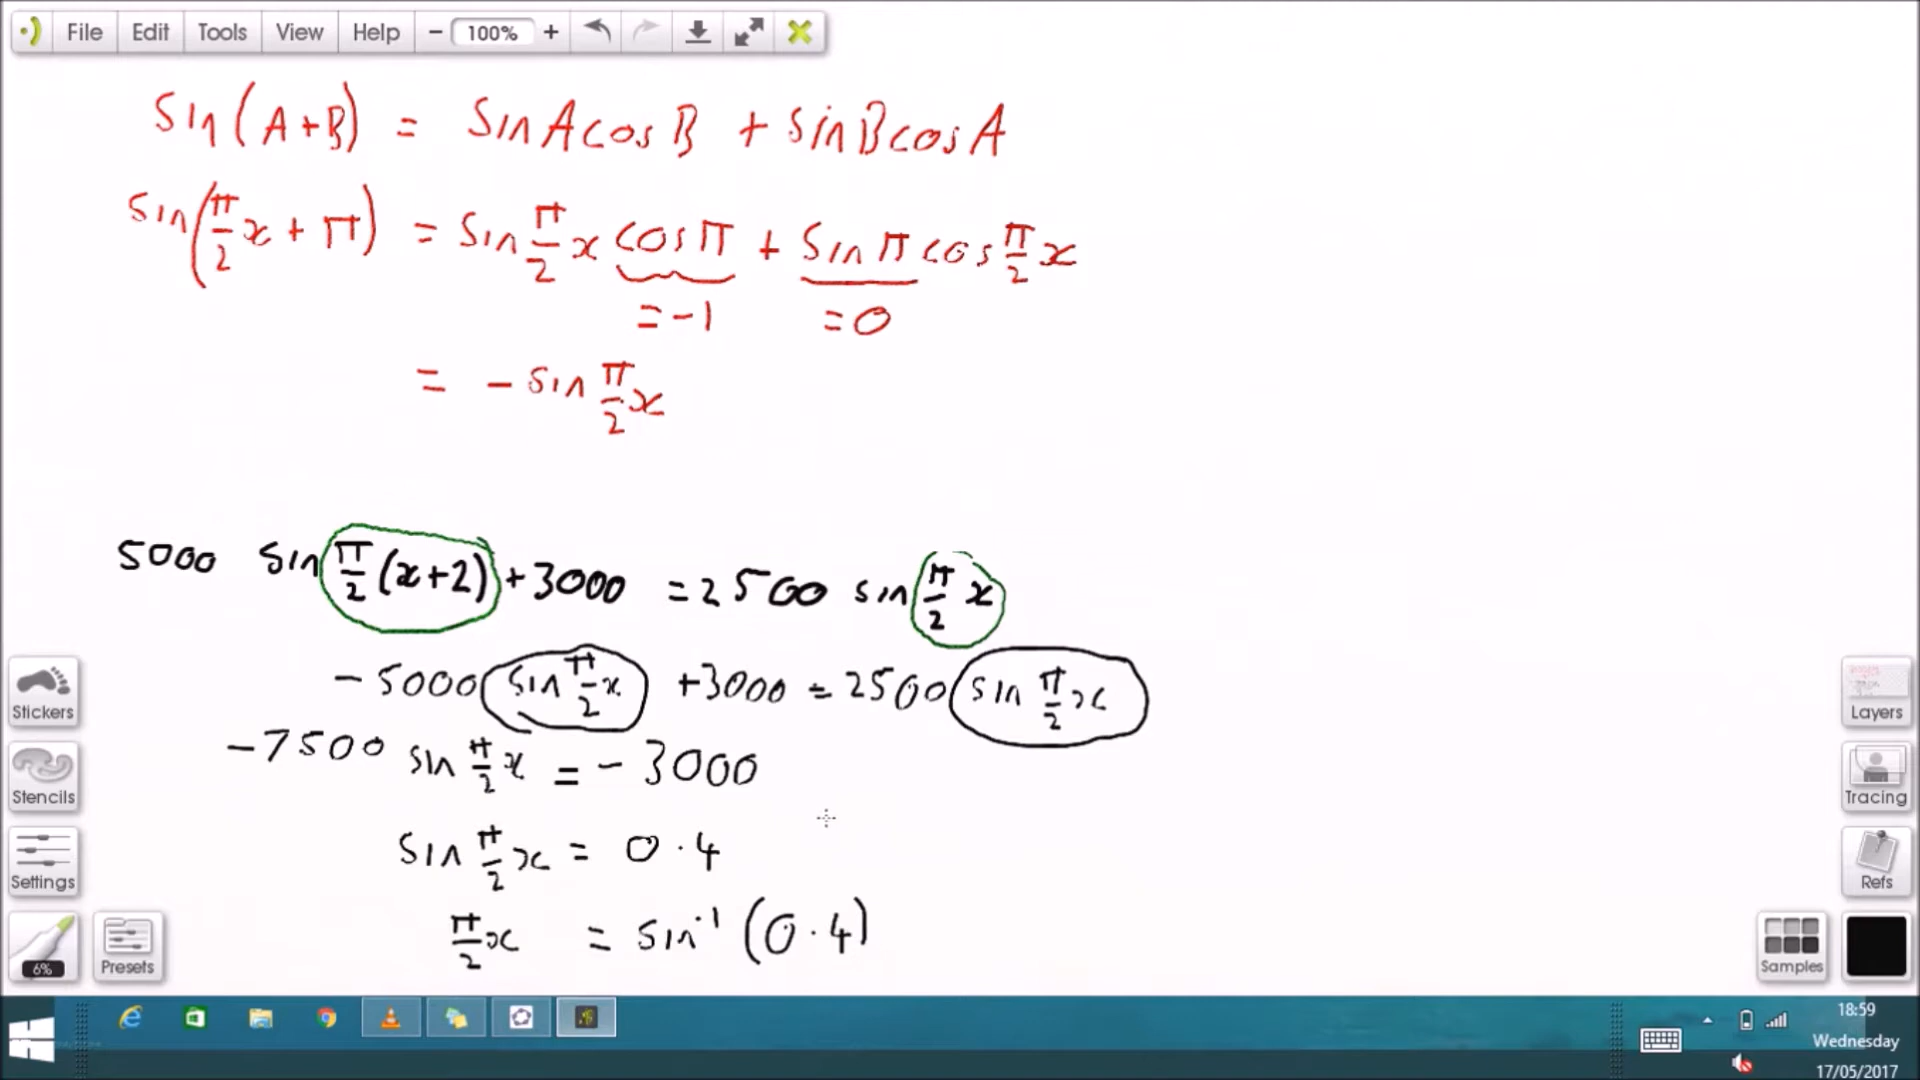 File Edit Tools View Help − 100% +
sin(A+B) = sinAcosB + sinBcosA
sin(π/2 x + π) = sin π/2 x cosπ + sinπ cos π/2 x
= -1 = 0
= - sin π/2 x
5000 sin π/2 (x+2) +3000 = 2500 sin π/2 x
- 5000 sin π/2 x +3000 = 2500 sin π/2 x
-7500 sin π/2 x = - 3000
sin π/2 x = 0.4
π/2 x = sin⁻¹ (0.4)
Stickers
Stencils
Settings
6%
Presets
Layers
Tracing
Refs
Samples
18:59
Wednesday
17/05/2017